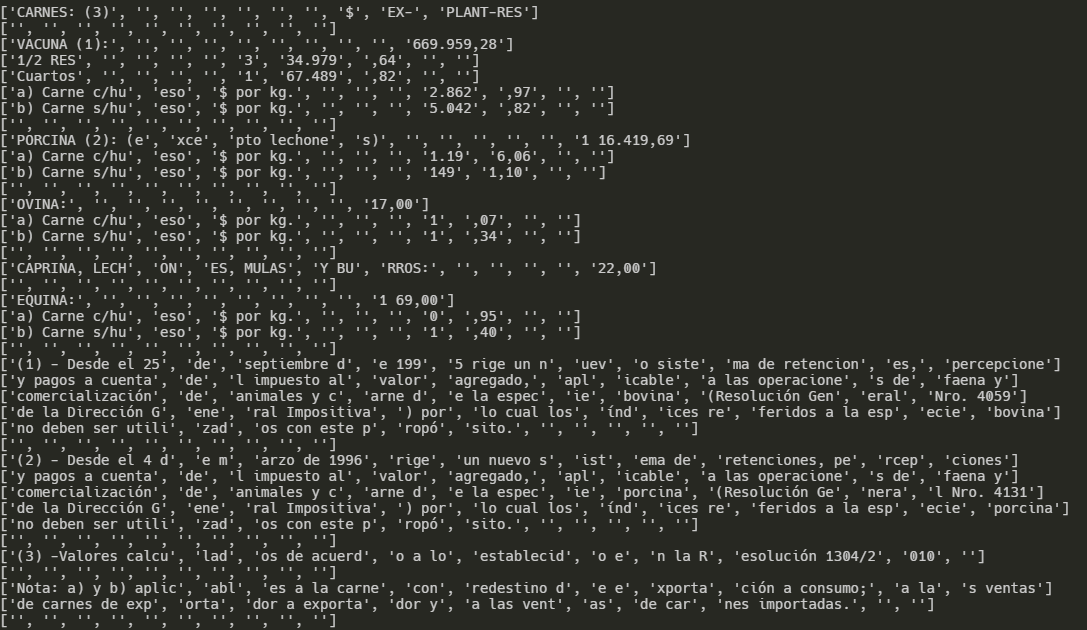 ['CARNES: (3)', '', '', '', '', '', '', '$', 'EX-', 'PLANT-RES']
['', '', '', '', '', '', '', '', '', '']
['VACUNA (1):', '', '', '', '', '', '', '', '', '669.959,28']
['1/2 RES', '', '', '', '', '3', '34.979', ',64', '', '']
['Cuartos', '', '', '', '', '1', '67.489', ',82', '', '']
['a) Carne c/hu', 'eso', '$ por kg.', '', '', '', '2.862', ',97', '', '']
['b) Carne s/hu', 'eso', '$ por kg.', '', '', '', '5.042', ',82', '', '']
['', '', '', '', '', '', '', '', '', '']
['PORCINA (2): (e', 'xce', 'pto lechone', 's)', '', '', '', '', '', '1 16.419,69']
['a) Carne c/hu', 'eso', '$ por kg.', '', '', '', '1.19', '6,06', '', '']
['b) Carne s/hu', 'eso', '$ por kg.', '', '', '', '149', '1,10', '', '']
['', '', '', '', '', '', '', '', '', '']
['OVINA:', '', '', '', '', '', '', '', '', '17,00']
['a) Carne c/hu', 'eso', '$ por kg.', '', '', '', '1', ',07', '', '']
['b) Carne s/hu', 'eso', '$ por kg.', '', '', '', '1', ',34', '', '']
['', '', '', '', '', '', '', '', '', '']
['CAPRINA, LECH', 'ON', 'ES, MULAS', 'Y BU', 'RROS:', '', '', '', '', '22,00']
['', '', '', '', '', '', '', '', '', '']
['EQUINA:', '', '', '', '', '', '', '', '', '1 69,00']
['a) Carne c/hu', 'eso', '$ por kg.', '', '', '', '0', ',95', '', '']
['b) Carne s/hu', 'eso', '$ por kg.', '', '', '', '1', ',40', '', '']
['', '', '', '', '', '', '', '', '', '']
['(1) - Desde el 25', 'de', 'septiembre d', 'e 199', '5 rige un n', 'uev', 'o siste', 'ma de retencion', 'es,', 'percepcione']
['y pagos a cuenta', 'de', 'l impuesto al', 'valor', 'agregado,', 'apl', 'icable', 'a las operacione', 's de', 'faena y']
['comercialización', 'de', 'animales y c', 'arne d', 'e la espec', 'ie', 'bovina', '(Resolución Gen', 'eral', 'Nro. 4059']
['de la Dirección G', 'ene', 'ral Impositiva', ') por', 'lo cual los', 'índ', 'ices re', 'feridos a la esp', 'ecie', 'bovina']
['no deben ser utili', 'zad', 'os con este p', 'ropó', 'sito.', '', '', '', '', '']
['', '', '', '', '', '', '', '', '', '']
['(2) - Desde el 4 d', 'e m', 'arzo de 1996', 'rige', 'un nuevo s', 'ist', 'ema de', 'retenciones, pe', 'rcep', 'ciones']
['y pagos a cuenta', 'de', 'l impuesto al', 'valor', 'agregado,', 'apl', 'icable', 'a las operacione', 's de', 'faena y']
['comercialización', 'de', 'animales y c', 'arne d', 'e la espec', 'ie', 'porcina', '(Resolución Ge', 'nera', 'l Nro. 4131']
['de la Dirección G', 'ene', 'ral Impositiva', ') por', 'lo cual los', 'índ', 'ices re', 'feridos a la esp', 'ecie', 'porcina']
['no deben ser utili', 'zad', 'os con este p', 'ropó', 'sito.', '', '', '', '', '']
['', '', '', '', '', '', '', '', '', '']
['(3) -Valores calcu', 'lad', 'os de acuerd', 'o a lo', 'establecid', 'o e', 'n la R', 'esolución 1304/2', '010', '']
['', '', '', '', '', '', '', '', '', '']
['Nota: a) y b) aplic', 'abl', 'es a la carne', 'con', 'redestino d', 'e e', 'xporta', 'ción a consumo;', 'a la', 's ventas']
['de carnes de exp', 'orta', 'dor a exporta', 'dor y', 'a las vent', 'as', 'de car', 'nes importadas.', '', '']
['', '', '', '', '', '', '', '', '', '']